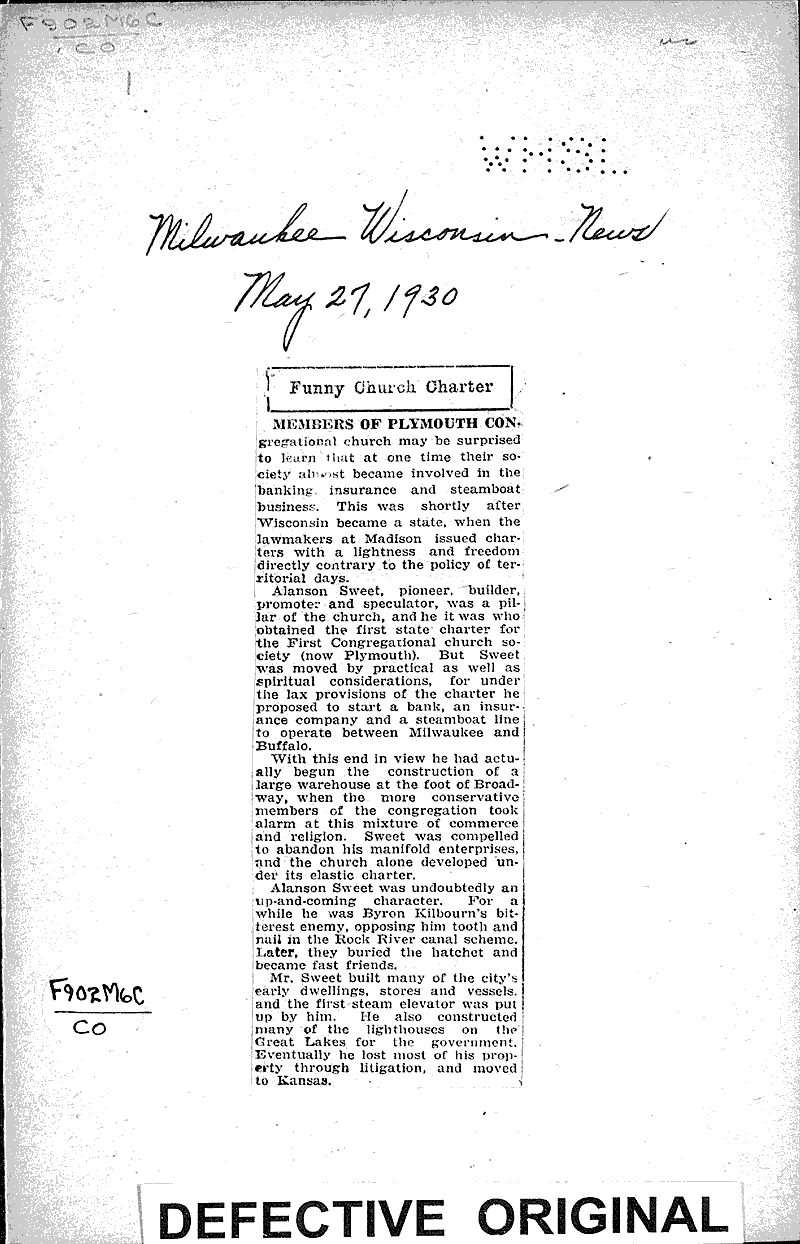 F902M6C
.CO
WHSL
Milwaukee Wisconsin - News
May 27, 1930
Funny Church Charter
MEMBERS OF PLYMOUTH CON-
gregational church may be surprised
to learn that at one time their so-
ciety almost became involved in the
banking, insurance and steamboat
business. This was shortly after
Wisconsin became a state, when the
lawmakers at Madison issued char-
ters with a lightness and freedom
directly contrary to the policy of ter-
ritorial days.
Alanson Sweet, pioneer, builder,
promoter and speculator, was a pil-
lar of the church, and he it was who
obtained the first state charter for
the First Congregational church so-
ciety (now Plymouth). But Sweet
was moved by practical as well as
spiritual considerations, for under
the lax provisions of the charter he
proposed to start a bank, an insur-
ance company and a steamboat line
to operate between Milwaukee and
Buffalo.
With this end in view he had actu-
ally begun the construction of a
large warehouse at the foot of Broad-
way, when the more conservative
members of the congregation took
alarm at this mixture of commerce
and religion. Sweet was compelled
to abandon his manifold enterprises,
and the church alone developed un-
der its elastic charter.
Alanson Sweet was undoubtedly an
up-and-coming character. For a
while he was Byron Kilbourn's bit-
terest enemy, opposing him tooth and
nail in the Rock River canal scheme.
Later, they buried the hatchet and
became fast friends.
Mr. Sweet built many of the city's
early dwellings, stores and vessels,
and the first steam elevator was put
up by him. He also constructed
many of the lighthouses on the
Great Lakes for the government.
Eventually he lost most of his prop-
erty through litigation, and moved
to Kansas.
F902M6C
CO
DEFECTIVE ORIGINAL